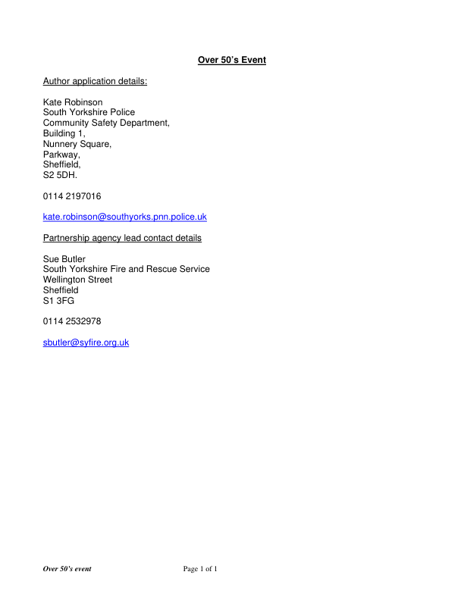 Over 50's Event
Author application details:
Kate Robinson
South Yorkshire Police
Community Safety Department,
Building 1,
Nunnery Square,
Parkway,
Sheffield,
S2 5DH.
0114 2197016
kate.robinson@southyorks.pnn.police.uk
Partnership agency lead contact details
Sue Butler
South Yorkshire Fire and Rescue Service
Wellington Street
Sheffield
S1 3FG
0114 2532978
sbutler@syfire.org.uk
Over 50's event Page 1 of 1